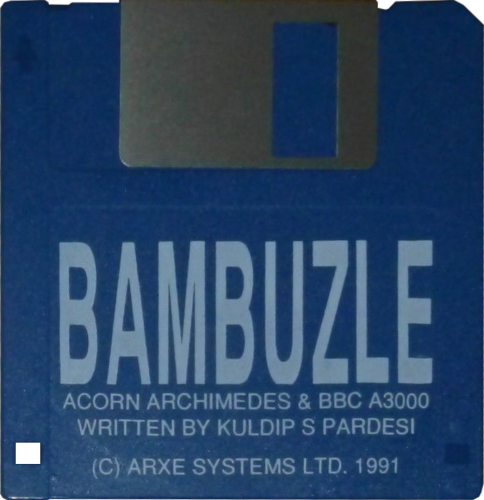 BAMBUZLE
ACORN ARCHIMEDES & BBC A3000
WRITTEN BY KULDIP S PARDESI
(C) ARXE SYSTEMS LTD. 1991